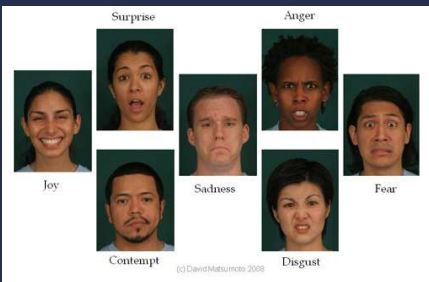 Surprise
Anger
Joy
Sadness
Fear
Contempt
Disgust
(c) David Matsumoto 2008